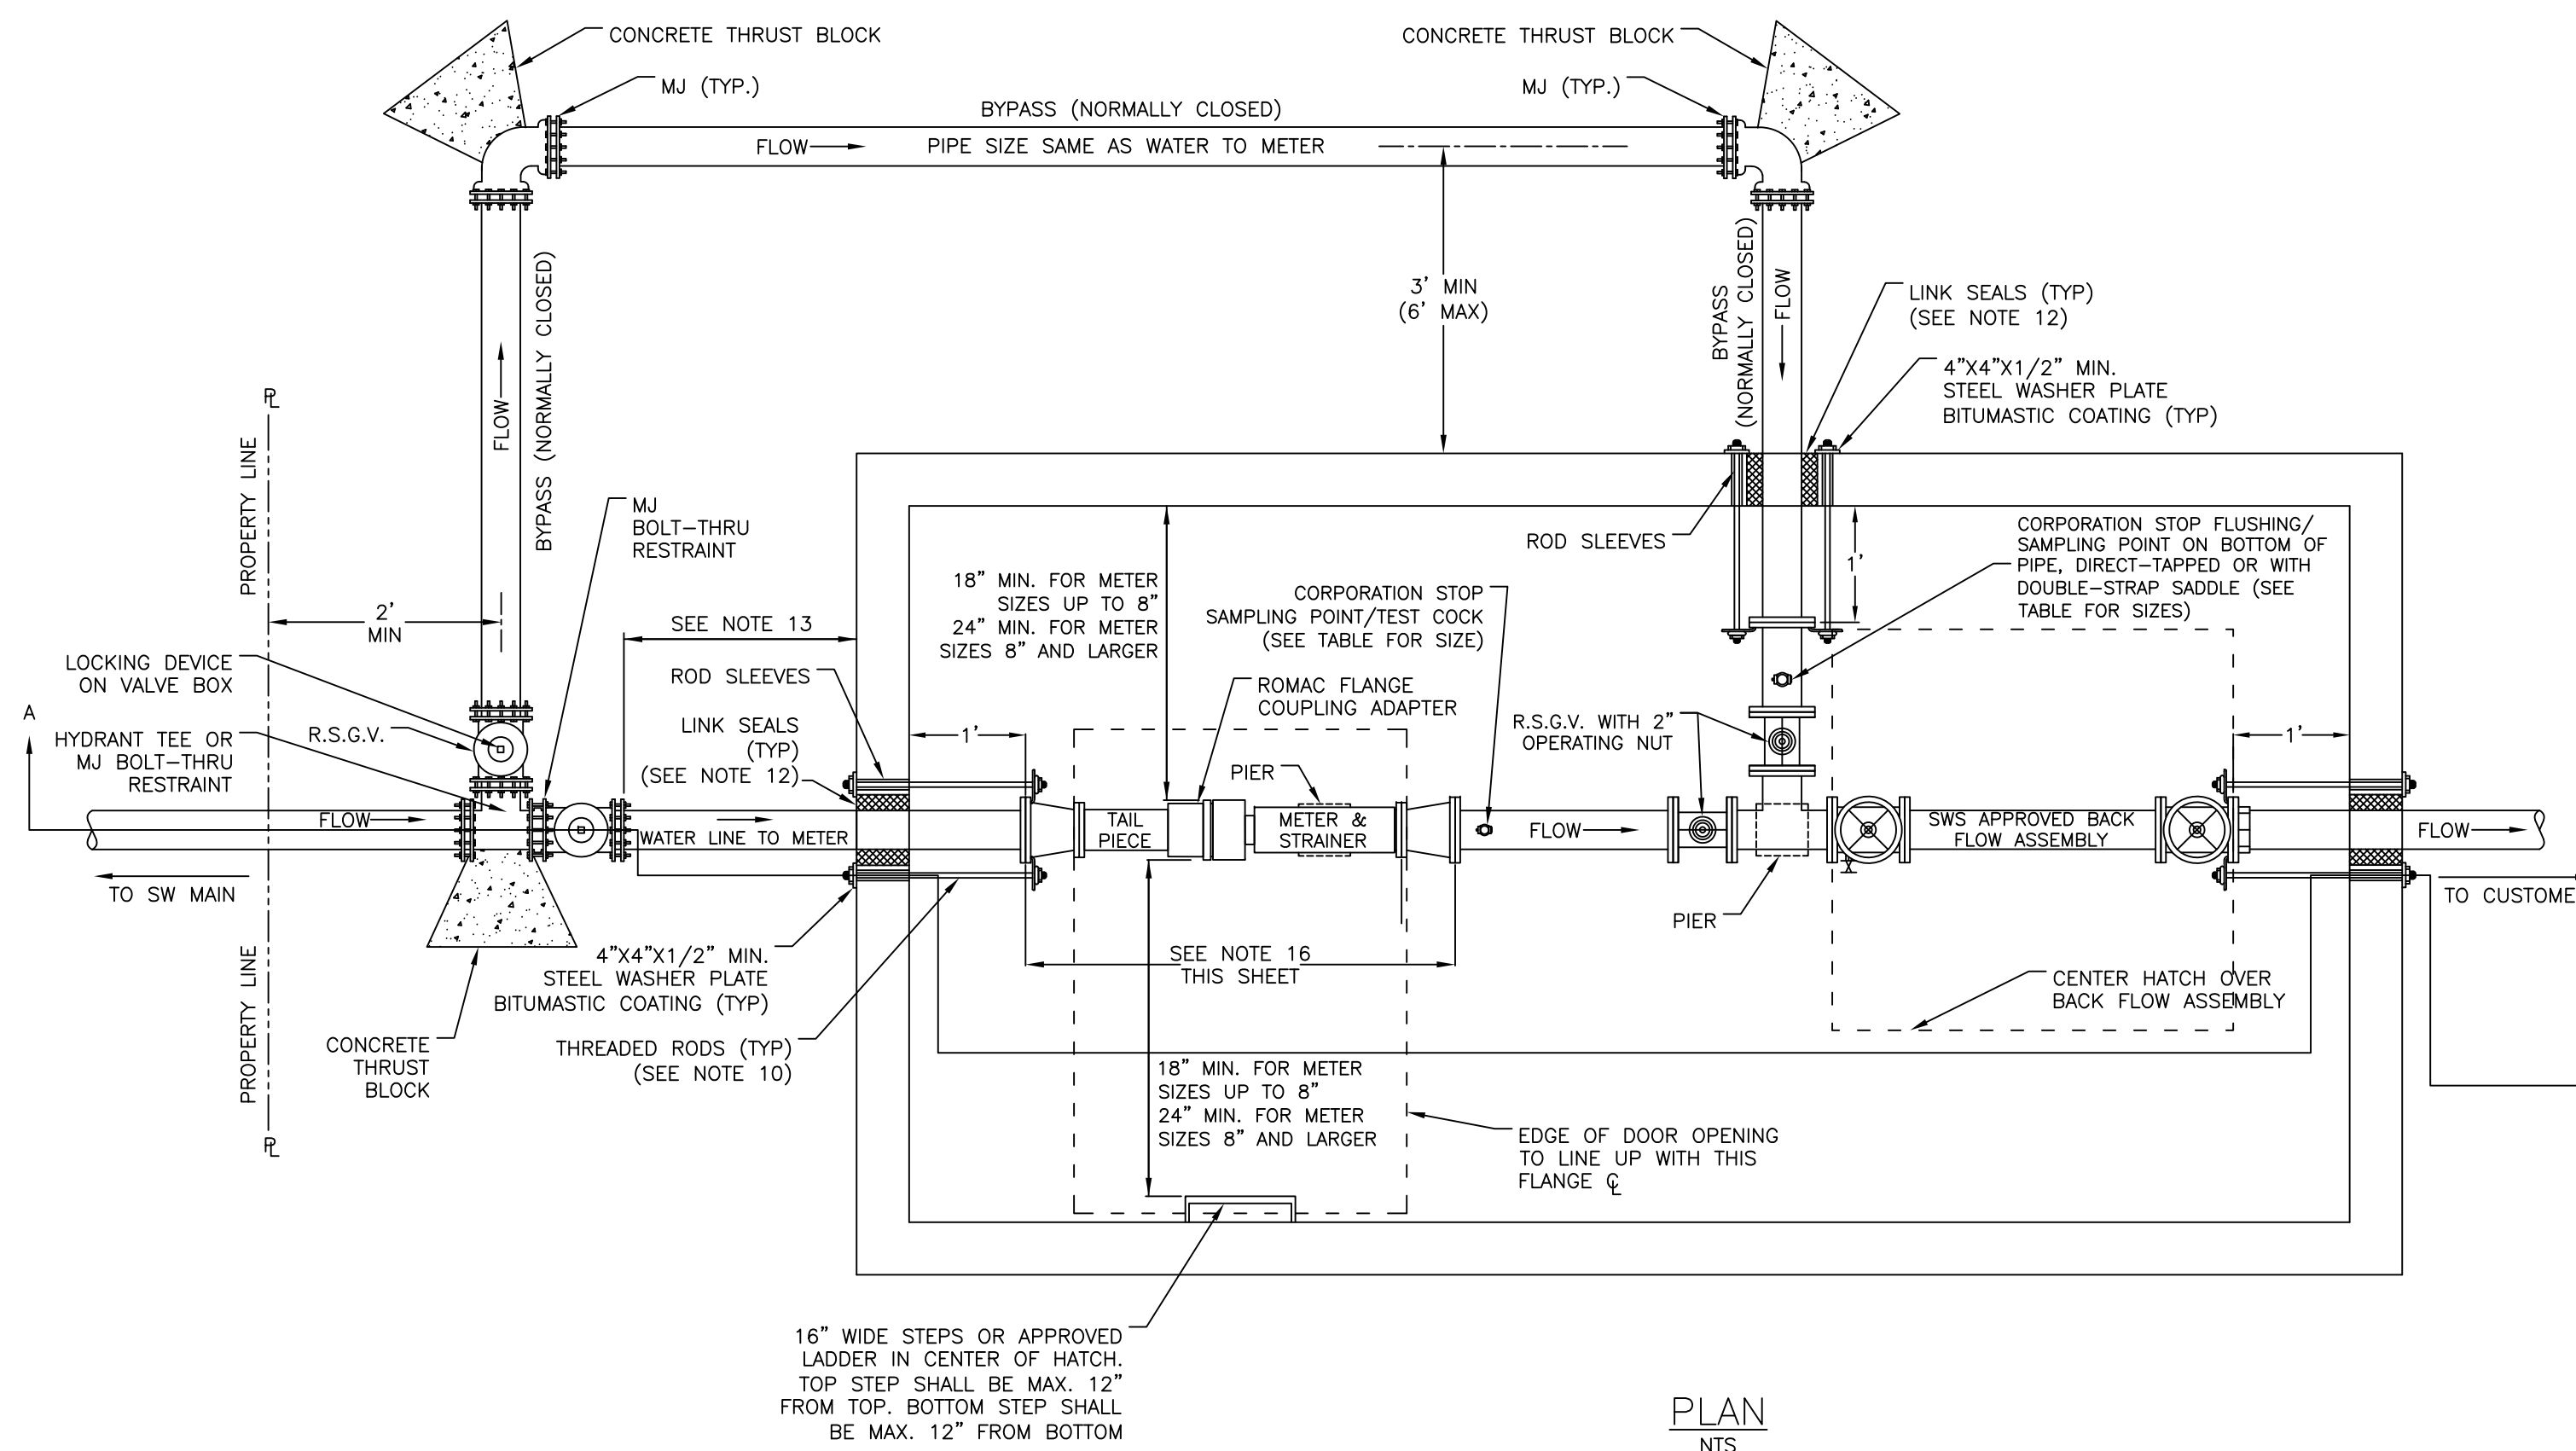 CONCRETE THRUST BLOCK
MJ (TYP.)
BYPASS (NORMALLY CLOSED)
FLOW
PIPE SIZE SAME AS WATER TO METER
CONCRETE THRUST BLOCK
MJ (TYP.)
BYPASS (NORMALLY CLOSED)
FLOW
3' MIN
(6' MAX)
BYPASS
(NORMALLY CLOSED)
FLOW
LINK SEALS (TYP)
(SEE NOTE 12)
4"X4"X1/2" MIN.
STEEL WASHER PLATE
BITUMASTIC COATING (TYP)
℄
PROPERTY LINE
2'
MIN
MJ
BOLT-THRU
RESTRAINT
LOCKING DEVICE
ON VALVE BOX
A
HYDRANT TEE OR
MJ BOLT-THRU
RESTRAINT
R.S.G.V.
FLOW
TO SW MAIN
PROPERTY LINE
℄
CONCRETE
THRUST
BLOCK
SEE NOTE 13
ROD SLEEVES
LINK SEALS
(TYP)
(SEE NOTE 12)
WATER LINE TO METER
4"X4"X1/2" MIN.
STEEL WASHER PLATE
BITUMASTIC COATING (TYP)
THREADED RODS (TYP)
(SEE NOTE 10)
1'
18" MIN. FOR METER
SIZES UP TO 8"
24" MIN. FOR METER
SIZES 8" AND LARGER
ROMAC FLANGE
COUPLING ADAPTER
PIER
TAIL
PIECE
METER &
STRAINER
CORPORATION STOP
SAMPLING POINT/TEST COCK
(SEE TABLE FOR SIZE)
ROD SLEEVES
1'
CORPORATION STOP FLUSHING/
SAMPLING POINT ON BOTTOM OF
PIPE, DIRECT-TAPPED OR WITH
DOUBLE-STRAP SADDLE (SEE
TABLE FOR SIZES)
R.S.G.V. WITH 2"
OPERATING NUT
FLOW
PIER
SWS APPROVED BACK
FLOW ASSEMBLY
1'
FLOW
TO CUSTOME
SEE NOTE 16
THIS SHEET
CENTER HATCH OVER
BACK FLOW ASSEMBLY
18" MIN. FOR METER
SIZES UP TO 8"
24" MIN. FOR METER
SIZES 8" AND LARGER
EDGE OF DOOR OPENING
TO LINE UP WITH THIS
FLANGE ℄
16" WIDE STEPS OR APPROVED
LADDER IN CENTER OF HATCH.
TOP STEP SHALL BE MAX. 12"
FROM TOP. BOTTOM STEP SHALL
BE MAX. 12" FROM BOTTOM
PLAN
NTS